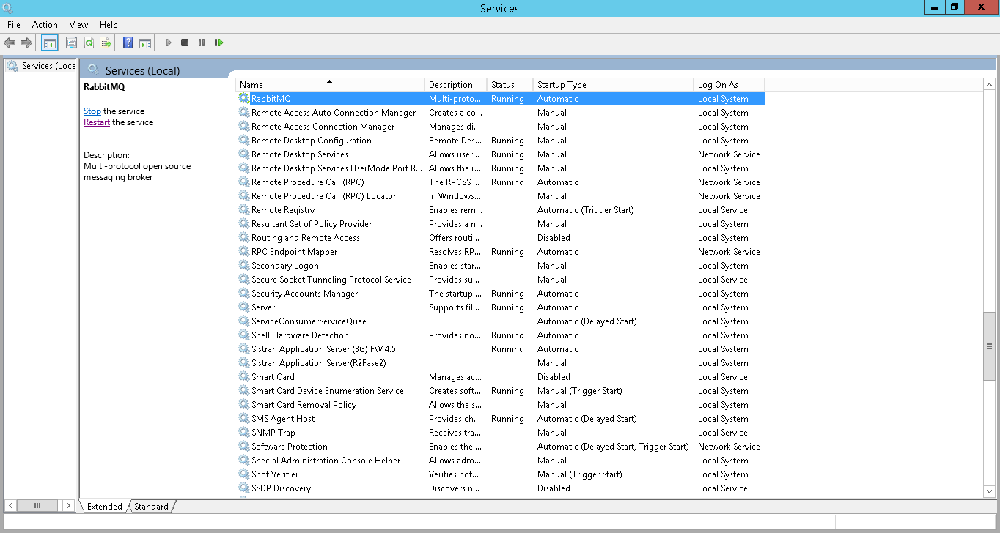 Services
File Action View Help
Services (Loca
Services (Local)
RabbitMQ
Stop the service
Restart the service
Description:
Multi-protocol open source
messaging broker
Name Description Status Startup Type Log On As
RabbitMQ Multi-proto... Running Automatic Local System
Remote Access Auto Connection Manager Creates a co... Manual Local System
Remote Access Connection Manager Manages di... Manual Local System
Remote Desktop Configuration Remote Des... Running Manual Local System
Remote Desktop Services Allows user... Running Manual Network Service
Remote Desktop Services UserMode Port R... Allows the r... Running Manual Local System
Remote Procedure Call (RPC) The RPCSS ... Running Automatic Network Service
Remote Procedure Call (RPC) Locator In Windows... Manual Network Service
Remote Registry Enables rem... Automatic (Trigger Start) Local Service
Resultant Set of Policy Provider Provides a n... Manual Local System
Routing and Remote Access Offers routi... Disabled Local System
RPC Endpoint Mapper Resolves RP... Running Automatic Network Service
Secondary Logon Enables star... Manual Local System
Secure Socket Tunneling Protocol Service Provides su... Manual Local Service
Security Accounts Manager The startup ... Running Automatic Local System
Server Supports fil... Running Automatic Local System
ServiceConsumerServiceQuee Automatic (Delayed Start) Local System
Shell Hardware Detection Provides no... Running Automatic Local System
Sistran Application Server (3G) FW 4.5 Running Automatic Local System
Sistran Application Server(R2Fase2) Manual Local System
Smart Card Manages ac... Disabled Local Service
Smart Card Device Enumeration Service Creates soft... Running Manual (Trigger Start) Local System
Smart Card Removal Policy Allows the s... Manual Local System
SMS Agent Host Provides ch... Running Automatic (Delayed Start) Local System
SNMP Trap Receives tra... Manual Local Service
Software Protection Enables the ... Automatic (Delayed Start, Trigger Start) Network Service
Special Administration Console Helper Allows adm... Manual Local System
Spot Verifier Verifies pot... Manual (Trigger Start) Local System
SSDP Discovery Discovers n... Disabled Local Service
Extended Standard